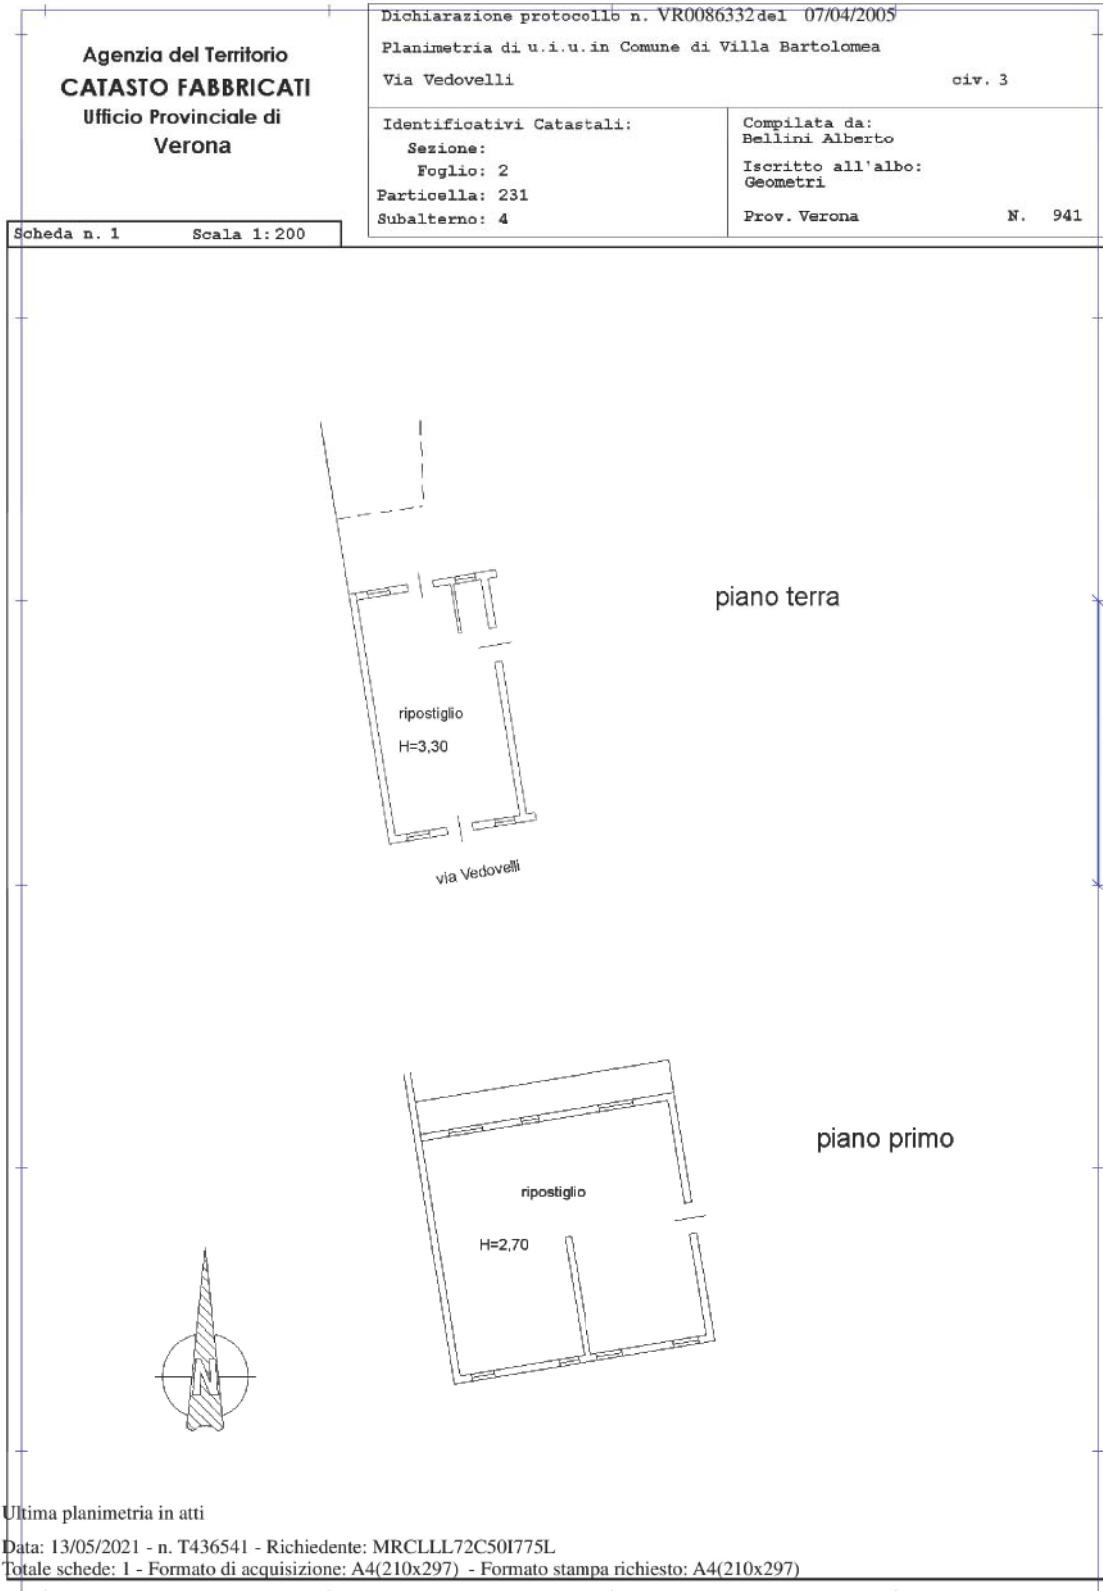 Agenzia del Territorio
CATASTO FABBRICATI
Ufficio Provinciale di
Verona
Dichiarazione protocollo n. VR0086332 del 07/04/2005
Planimetria di u.i.u. in Comune di Villa Bartolomea
Via Vedovelli civ. 3
Identificativi Catastali:
Sezione:
Foglio: 2
Particella: 231
Subalterno: 4
Compilata da:
Bellini Alberto
Iscritto all'albo:
Geometri
Prov. Verona N. 941
Scheda n. 1 Scala 1:200
piano terra
ripostiglio
H=3,30
via Vedovelli
piano primo
ripostiglio
H=2,70
N
Ultima planimetria in atti
Data: 13/05/2021 - n. T436541 - Richiedente: MRCLLL72C50I775L
Totale schede: 1 - Formato di acquisizione: A4(210x297) - Formato stampa richiesto: A4(210x297)